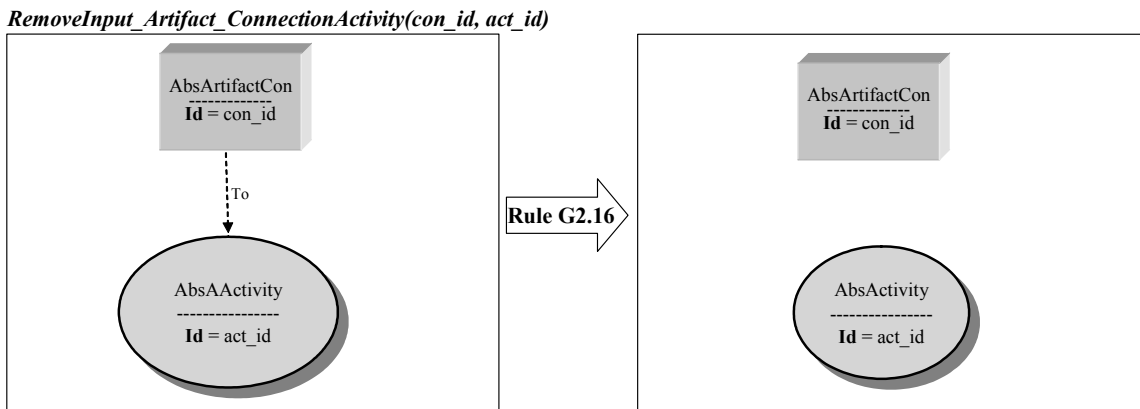 RemoveInput_Artifact_ConnectionActivity(con_id, act_id)
AbsArtifactCon
-------------
Id = con_id
To
AbsAActivity
----------------
Id = act_id
Rule G2.16
AbsArtifactCon
-------------
Id = con_id
AbsActivity
----------------
Id = act_id